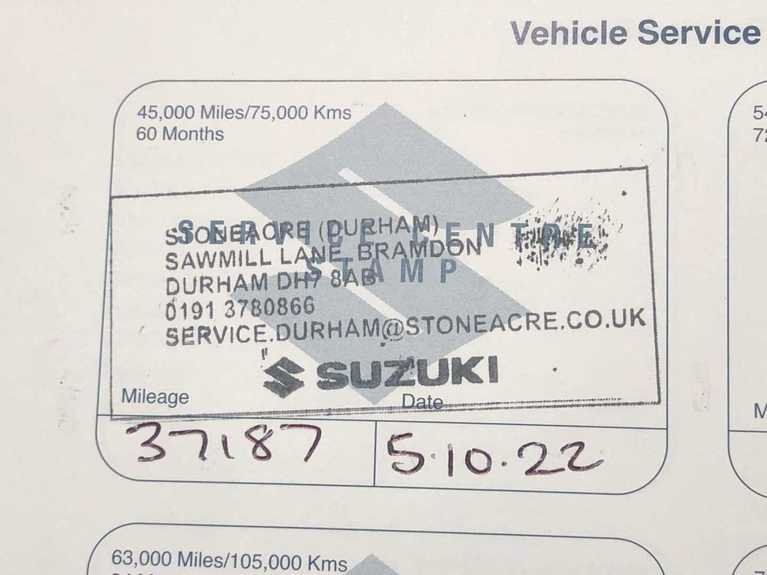 Vehicle Service
45,000 Miles/75,000 Kms
60 Months
SERVICE CENTRE
STAMP
STONEACRE (DURHAM)
SAWMILL LANE, BRAMDON
DURHAM DH7 8AB
0191 3780866
SERVICE.DURHAM@STONEACRE.CO.UK
SUZUKI
Mileage
Date
37187
5.10.22
63,000 Miles/105,000 Kms